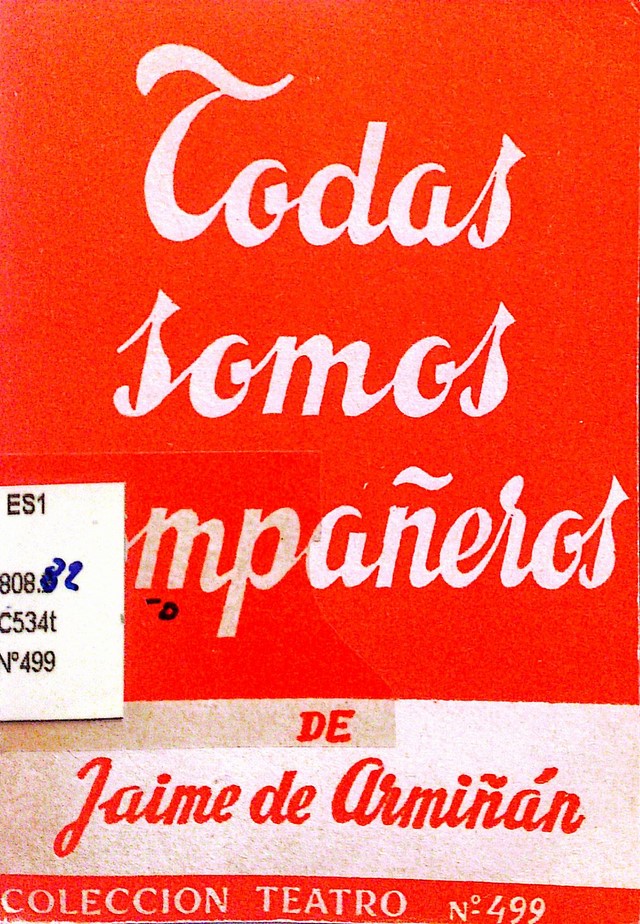 Todas
somos
mpañeros
ES1
808.82
C534t
Nº499
DE
Jaime de Armiñán
COLECCION TEATRO Nº 499